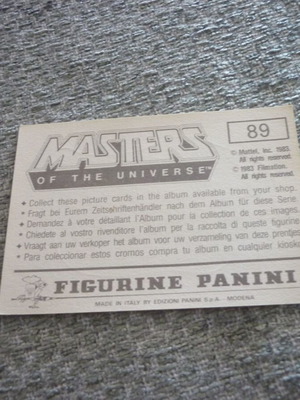 MASTERS
OF THE UNIVERSE™
89
© Mattel, Inc. 1983.
All rights reserved.
© 1983 Filmation.
All rights reserved.
Collect these picture cards in the album available from your shop.
Fragt bei Eurem Zeitschriftenhändler nach dem Album für diese Serie.
Demandez à votre détaillant l'Album pour la collection de ces images
Chiedete al vostro rivenditore l'album per la raccolta di queste figurine
Vraagt aan uw verkoper het album voor uw verzameling van deze prentjes
Para coleccionar estos cromos compra tu album en cualquier kiosko
FIGURINE PANINI
MADE IN ITALY BY EDIZIONI PANINI S.p.A. - MODENA